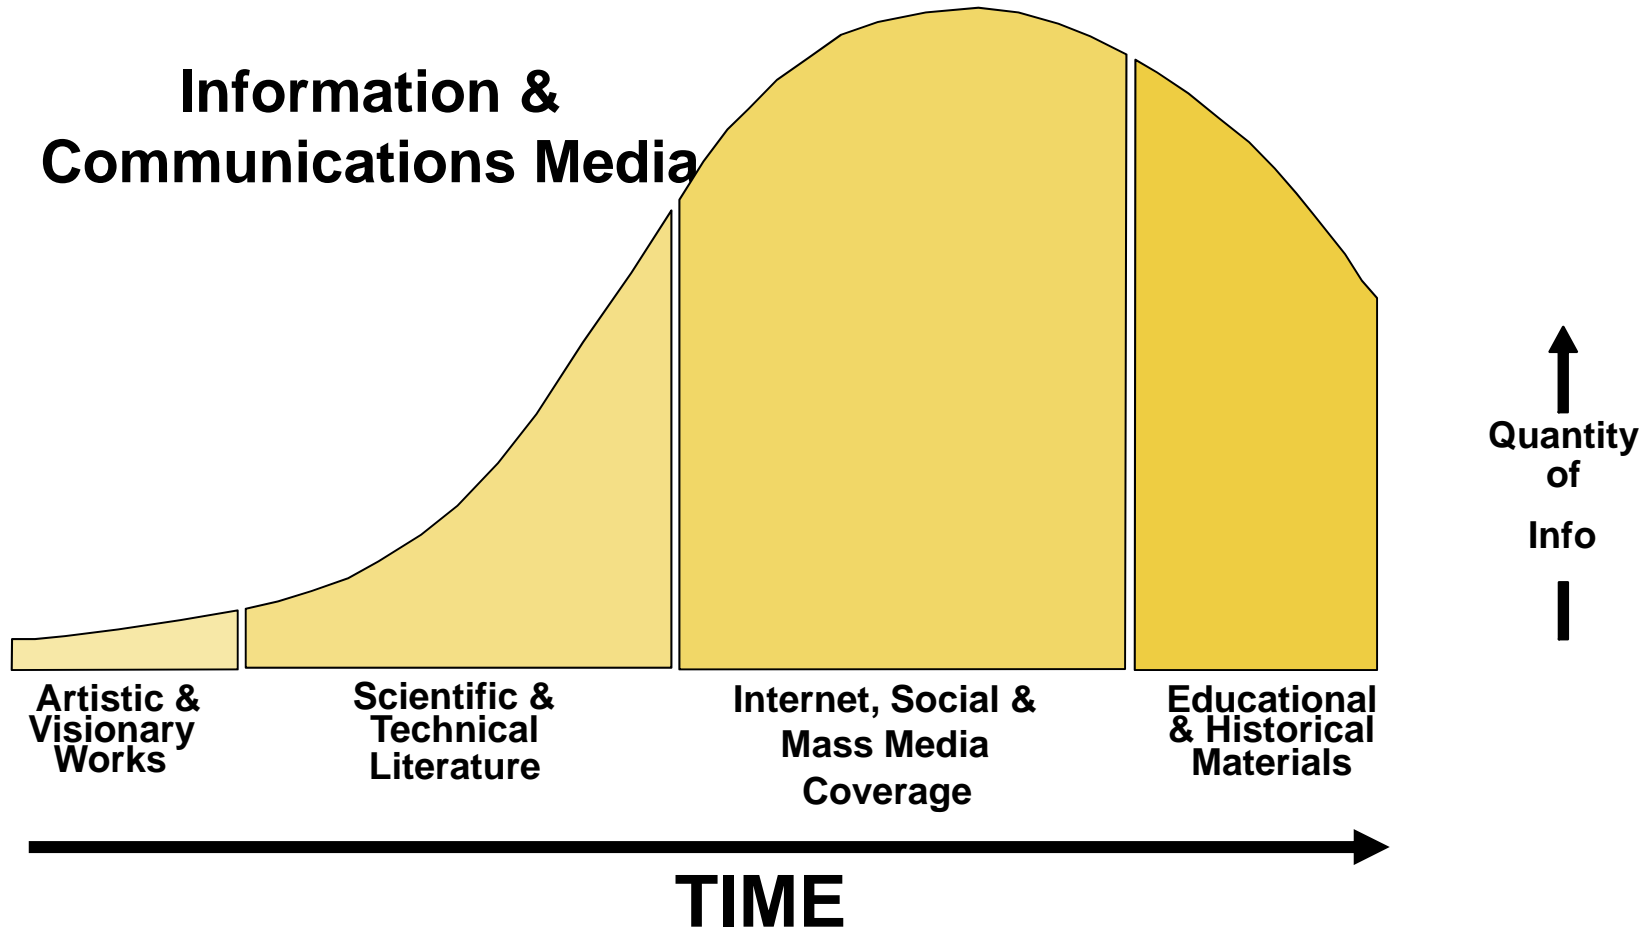 Information &
Communications Media
Quantity
of
Info
Artistic &
Visionary
Works
Scientific &
Technical
Literature
Internet, Social &
Mass Media
Coverage
Educational
& Historical
Materials
TIME